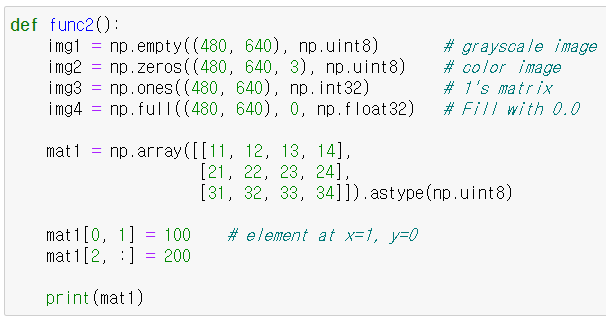 def func2():
    img1 = np.empty((480, 640), np.uint8)       # grayscale image
    img2 = np.zeros((480, 640, 3), np.uint8)    # color image
    img3 = np.ones((480, 640), np.int32)        # 1's matrix
    img4 = np.full((480, 640), 0, np.float32)   # Fill with 0.0
    mat1 = np.array([[11, 12, 13, 14],
                     [21, 22, 23, 24],
                     [31, 32, 33, 34]]).astype(np.uint8)
    mat1[0, 1] = 100    # element at x=1, y=0
    mat1[2, :] = 200
    print(mat1)